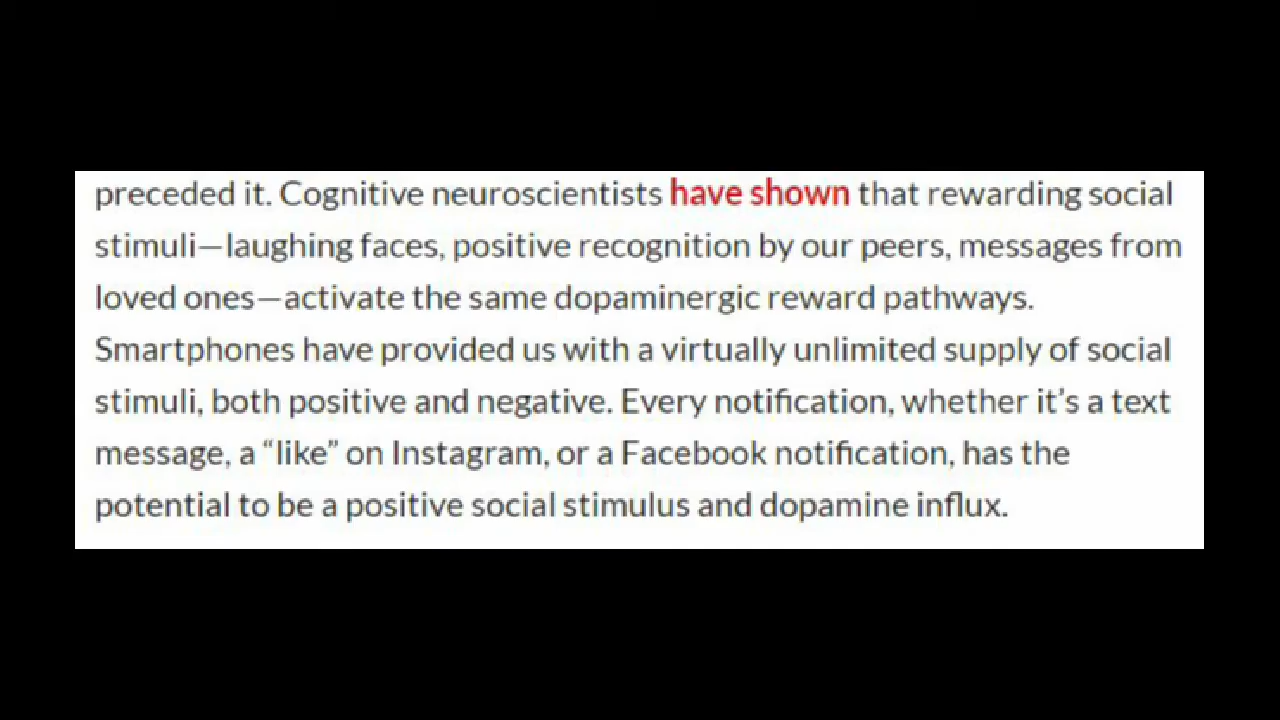 preceded it. Cognitive neuroscientists have shown that rewarding social
stimuli—laughing faces, positive recognition by our peers, messages from
loved ones—activate the same dopaminergic reward pathways.
Smartphones have provided us with a virtually unlimited supply of social
stimuli, both positive and negative. Every notification, whether it’s a text
message, a “like” on Instagram, or a Facebook notification, has the
potential to be a positive social stimulus and dopamine influx.